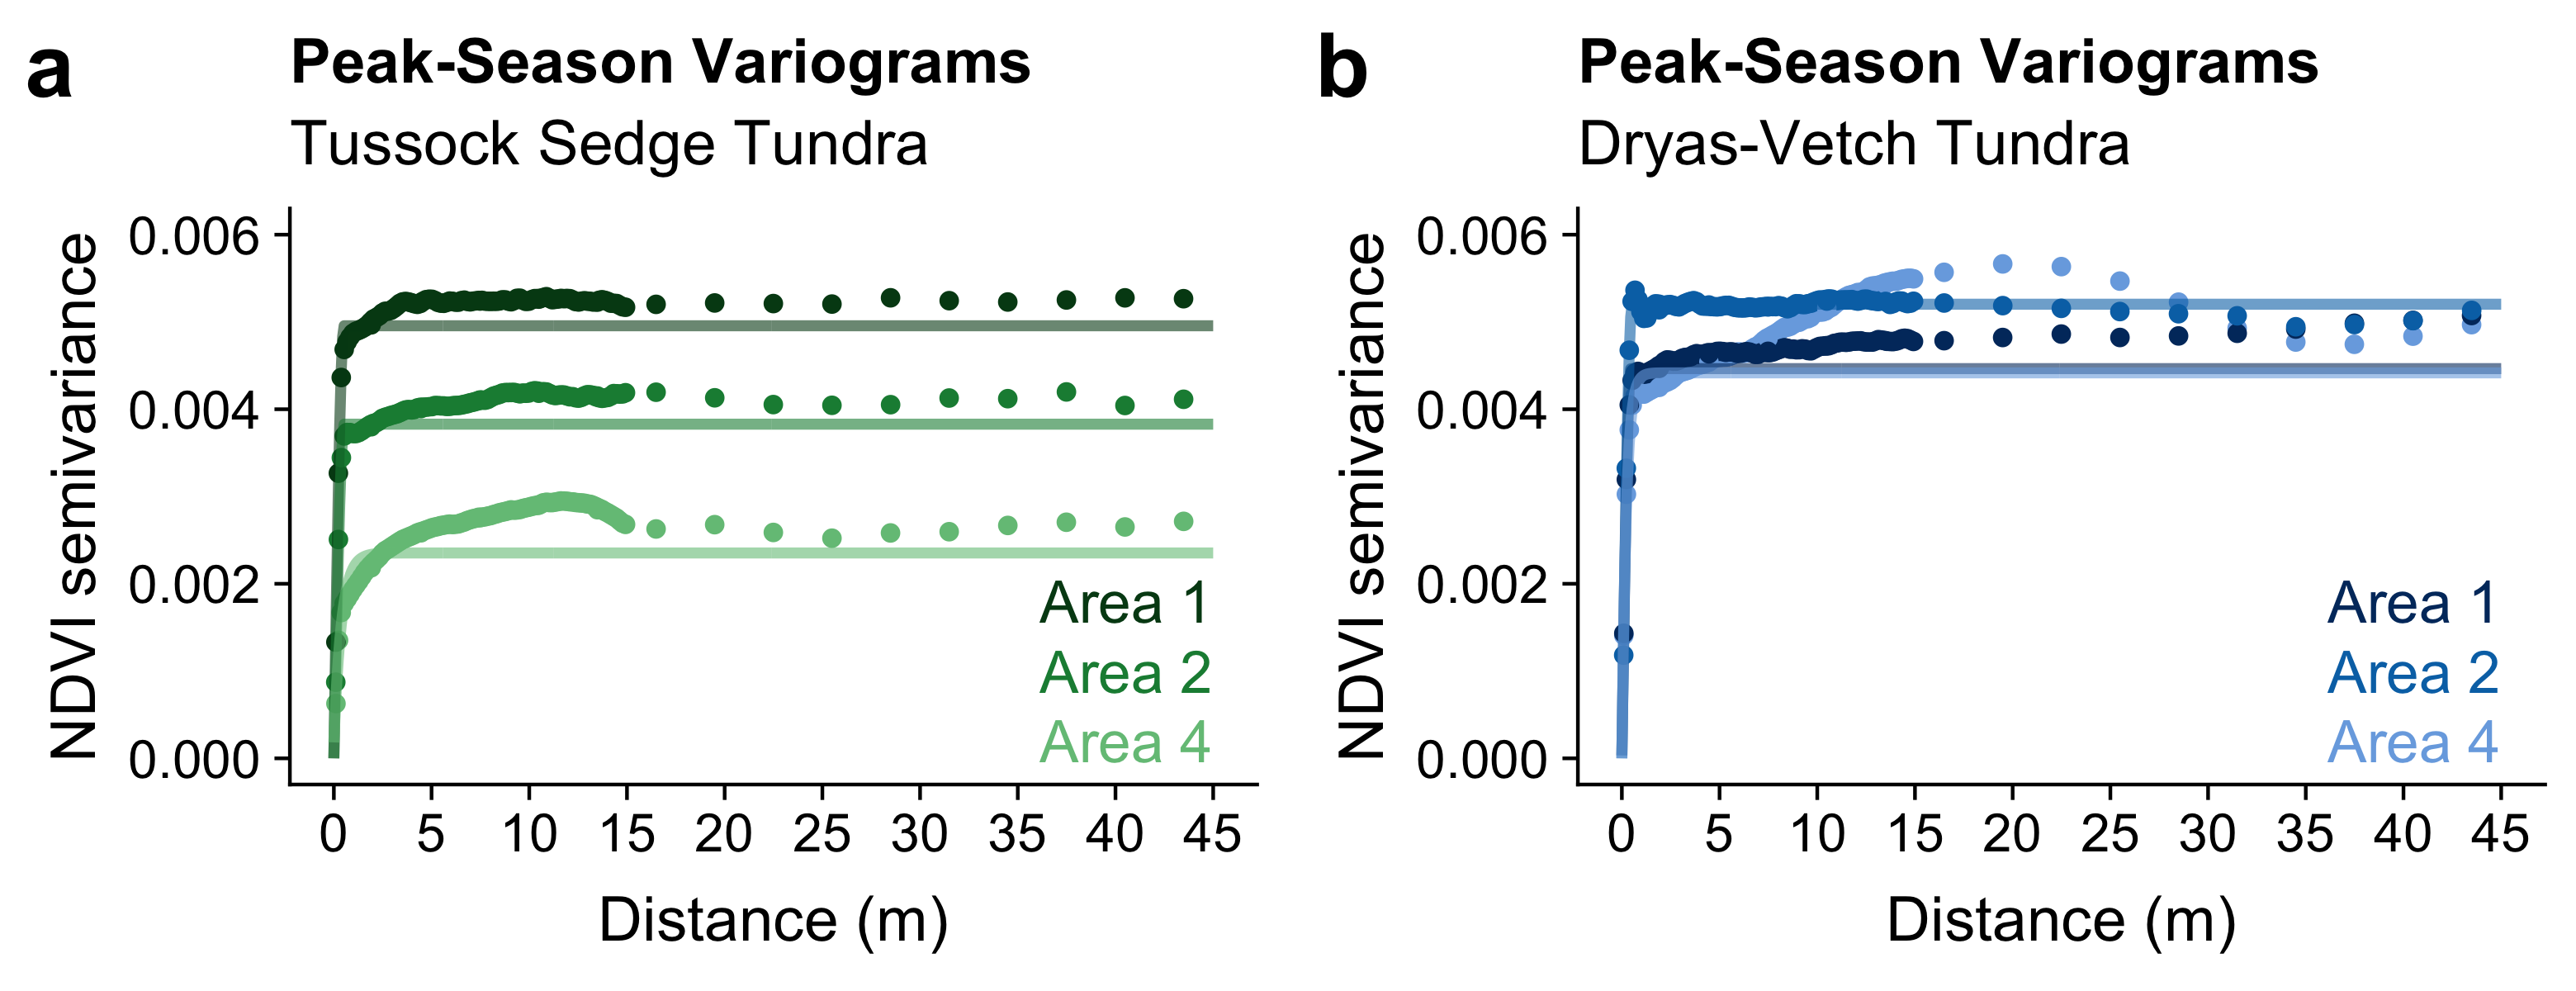 a
Peak-Season Variograms
Tussock Sedge Tundra
NDVI semivariance
0.006
0.004
0.002
0.000
Area 1
Area 2
Area 4
0 5 10 15 20 25 30 35 40 45
Distance (m)
b
Peak-Season Variograms
Dryas-Vetch Tundra
NDVI semivariance
0.006
0.004
0.002
0.000
Area 1
Area 2
Area 4
0 5 10 15 20 25 30 35 40 45
Distance (m)